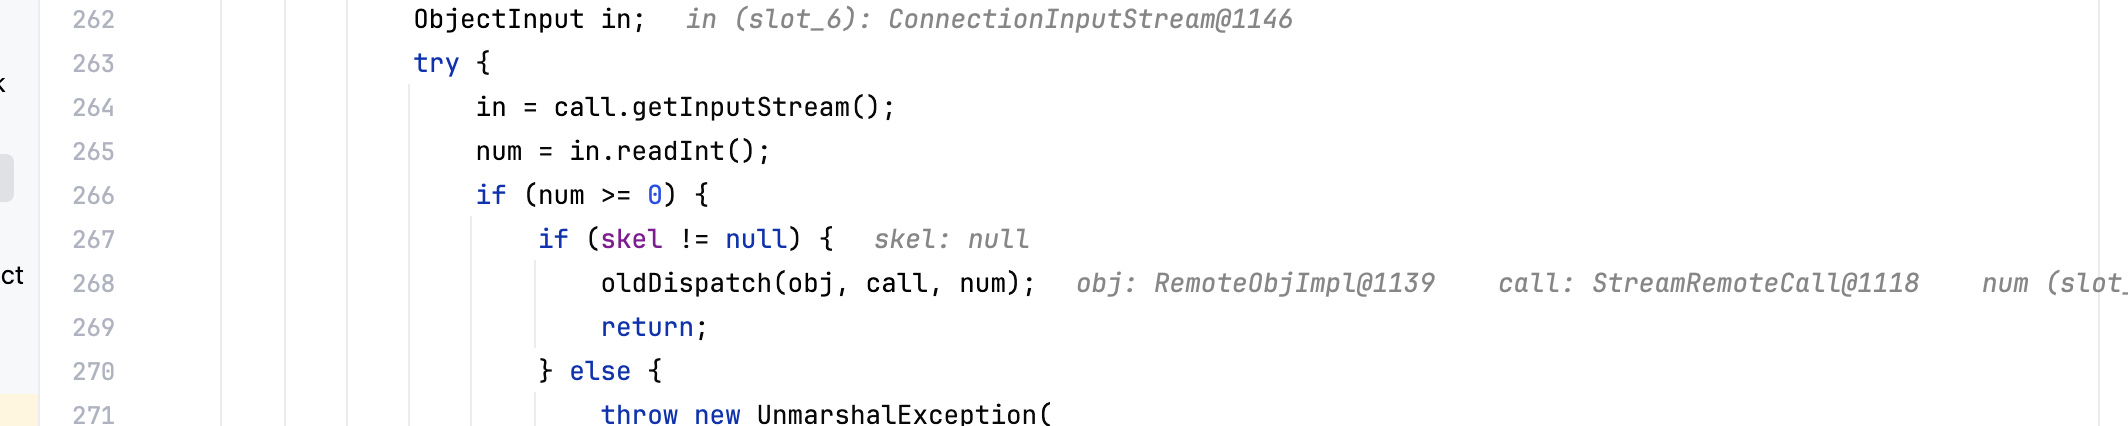 262 ObjectInput in; in (slot_6): ConnectionInputStream@1146
263 try {
264 in = call.getInputStream();
265 num = in.readInt();
266 if (num >= 0) {
267 if (skel != null) { skel: null
268 oldDispatch(obj, call, num); obj: RemoteObjImpl@1139 call: StreamRemoteCall@1118 num (slot_
269 return;
270 } else {
271 throw new UnmarshalException(
ct